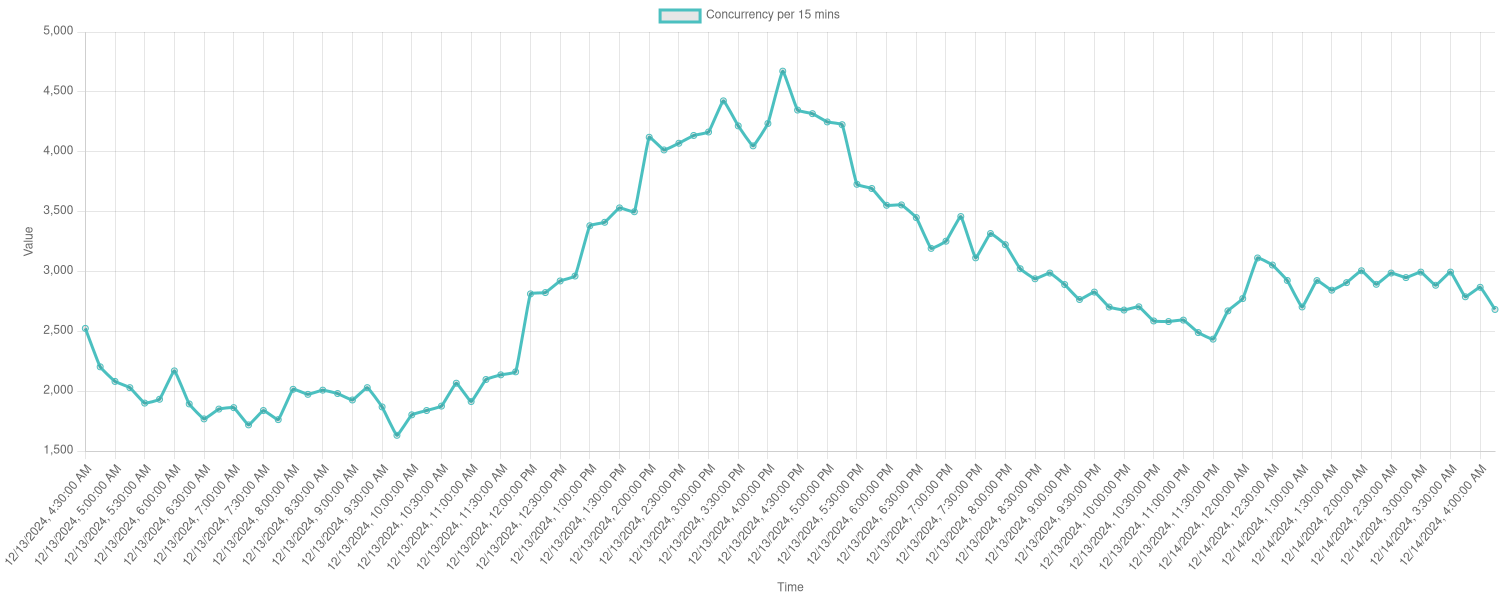 Concurrency per 15 mins
5,000
4,500
4,000
3,500
3,000
2,500
2,000
1,500
Value
12/13/2024, 4:30:00 AM
12/13/2024, 5:00:00 AM
12/13/2024, 5:30:00 AM
12/13/2024, 6:00:00 AM
12/13/2024, 6:30:00 AM
12/13/2024, 7:00:00 AM
12/13/2024, 7:30:00 AM
12/13/2024, 8:00:00 AM
12/13/2024, 8:30:00 AM
12/13/2024, 9:00:00 AM
12/13/2024, 9:30:00 AM
12/13/2024, 10:00:00 AM
12/13/2024, 10:30:00 AM
12/13/2024, 11:00:00 AM
12/13/2024, 11:30:00 AM
12/13/2024, 12:00:00 PM
12/13/2024, 12:30:00 PM
12/13/2024, 1:00:00 PM
12/13/2024, 1:30:00 PM
12/13/2024, 2:00:00 PM
12/13/2024, 2:30:00 PM
12/13/2024, 3:00:00 PM
12/13/2024, 3:30:00 PM
12/13/2024, 4:00:00 PM
12/13/2024, 4:30:00 PM
12/13/2024, 5:00:00 PM
12/13/2024, 5:30:00 PM
12/13/2024, 6:00:00 PM
12/13/2024, 6:30:00 PM
12/13/2024, 7:00:00 PM
12/13/2024, 7:30:00 PM
12/13/2024, 8:00:00 PM
12/13/2024, 8:30:00 PM
12/13/2024, 9:00:00 PM
12/13/2024, 9:30:00 PM
12/13/2024, 10:00:00 PM
12/13/2024, 10:30:00 PM
12/13/2024, 11:00:00 PM
12/13/2024, 11:30:00 PM
12/14/2024, 12:00:00 AM
12/14/2024, 12:30:00 AM
12/14/2024, 1:00:00 AM
12/14/2024, 1:30:00 AM
12/14/2024, 2:00:00 AM
12/14/2024, 2:30:00 AM
12/14/2024, 3:00:00 AM
12/14/2024, 3:30:00 AM
12/14/2024, 4:00:00 AM
Time